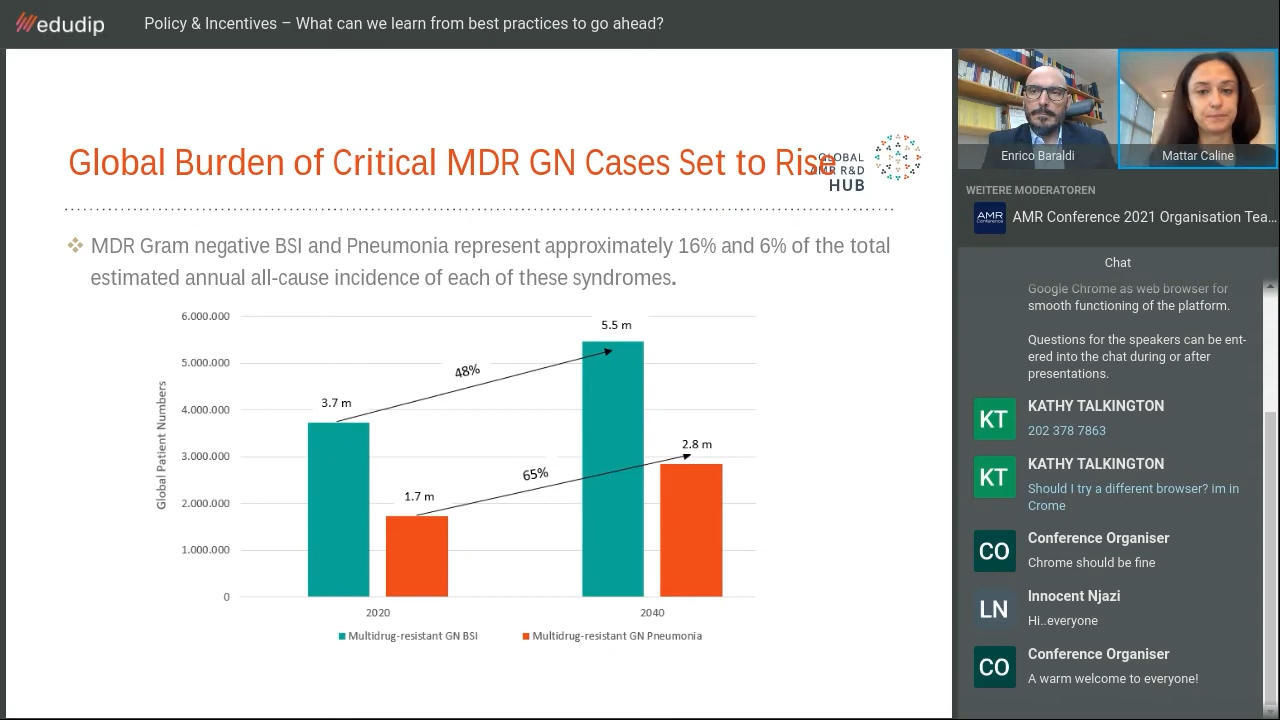 edudip
Policy & Incentives – What can we learn from best practices to go ahead?
Global Burden of Critical MDR GN Cases Set to Rise
GLOBAL
AMR R&D
HUB
MDR Gram negative BSI and Pneumonia represent approximately 16% and 6% of the total
estimated annual all-cause incidence of each of these syndromes.
Global Patient Numbers
6.000.000
5.000.000
4.000.000
3.000.000
2.000.000
1.000.000
0
3.7 m
1.7 m
48%
65%
5.5 m
2.8 m
2020
2040
Multidrug-resistant GN BSI
Multidrug-resistant GN Pneumonia
Enrico Baraldi
Mattar Caline
WEITERE MODERATOREN
AMR
Conference
AMR Conference 2021 Organisation Tea...
Chat
Google Chrome as web browser for
smooth functioning of the platform.
Questions for the speakers can be ent-
ered into the chat during or after
presentations.
KT
KATHY TALKINGTON
202 378 7863
KT
KATHY TALKINGTON
Should I try a different browser? im in
Crome
CO
Conference Organiser
Chrome should be fine
LN
Innocent Njazi
Hi..everyone
CO
Conference Organiser
A warm welcome to everyone!